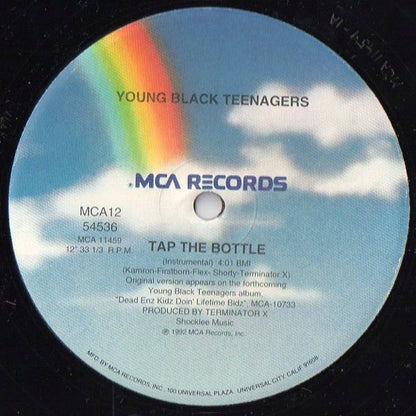 YOUNG BLACK TEENAGERS
MCA RECORDS
MCA12
54536
MCA 11459
12" 33 1/3 R.P.M.
TAP THE BOTTLE
(Instrumental) 4:01 BMI
(Kamron-Firstborn-Flex- Shorty-Terminator X)
Original version appears on the forthcoming
Young Black Teenagers album,
"Dead Enz Kidz Doin' Lifetime Bidz", MCA-10733
PRODUCED BY TERMINATOR X
Shocklee Music
℗ 1992 MCA Records, Inc.
MFG. BY MCA RECORDS, INC. · 100 UNIVERSAL PLAZA · UNIVERSAL CITY, CALIF. 91608